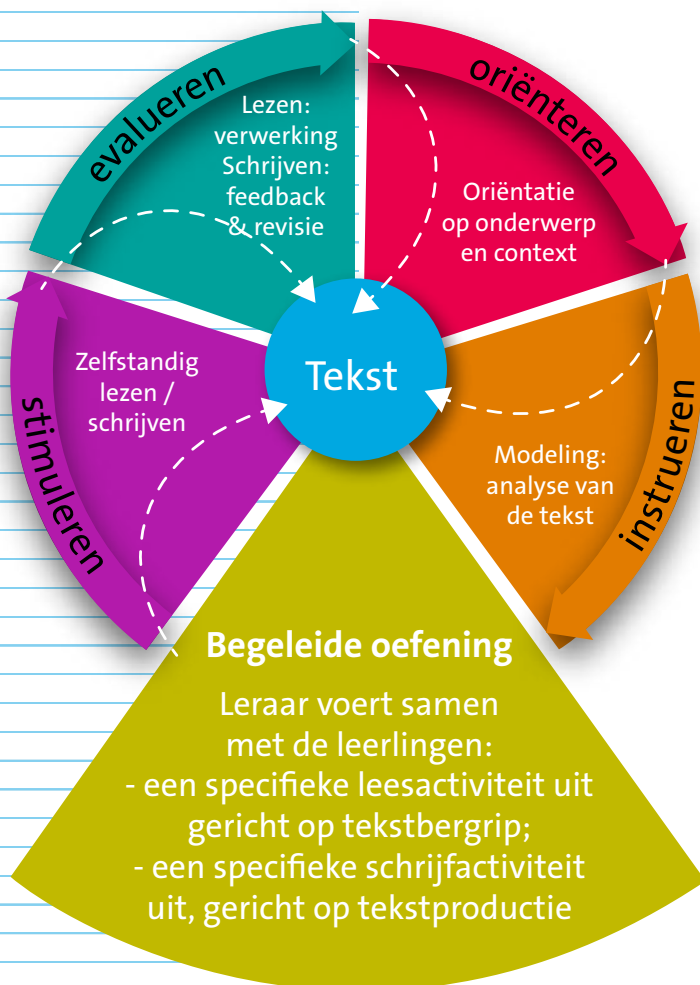 evalueren
Lezen:
verwerking
Schrijven:
feedback
& revisie
oriënteren
Oriëntatie
op onderwerp
en context
Zelfstandig
lezen /
schrijven
stimuleren
Tekst
Modeling:
analyse van
de tekst
instrueren
Begeleide oefening
Leraar voert samen
met de leerlingen:
- een specifieke leesactiviteit uit
gericht op tekstbergrip;
- een specifieke schrijfactiviteit
uit, gericht op tekstproductie